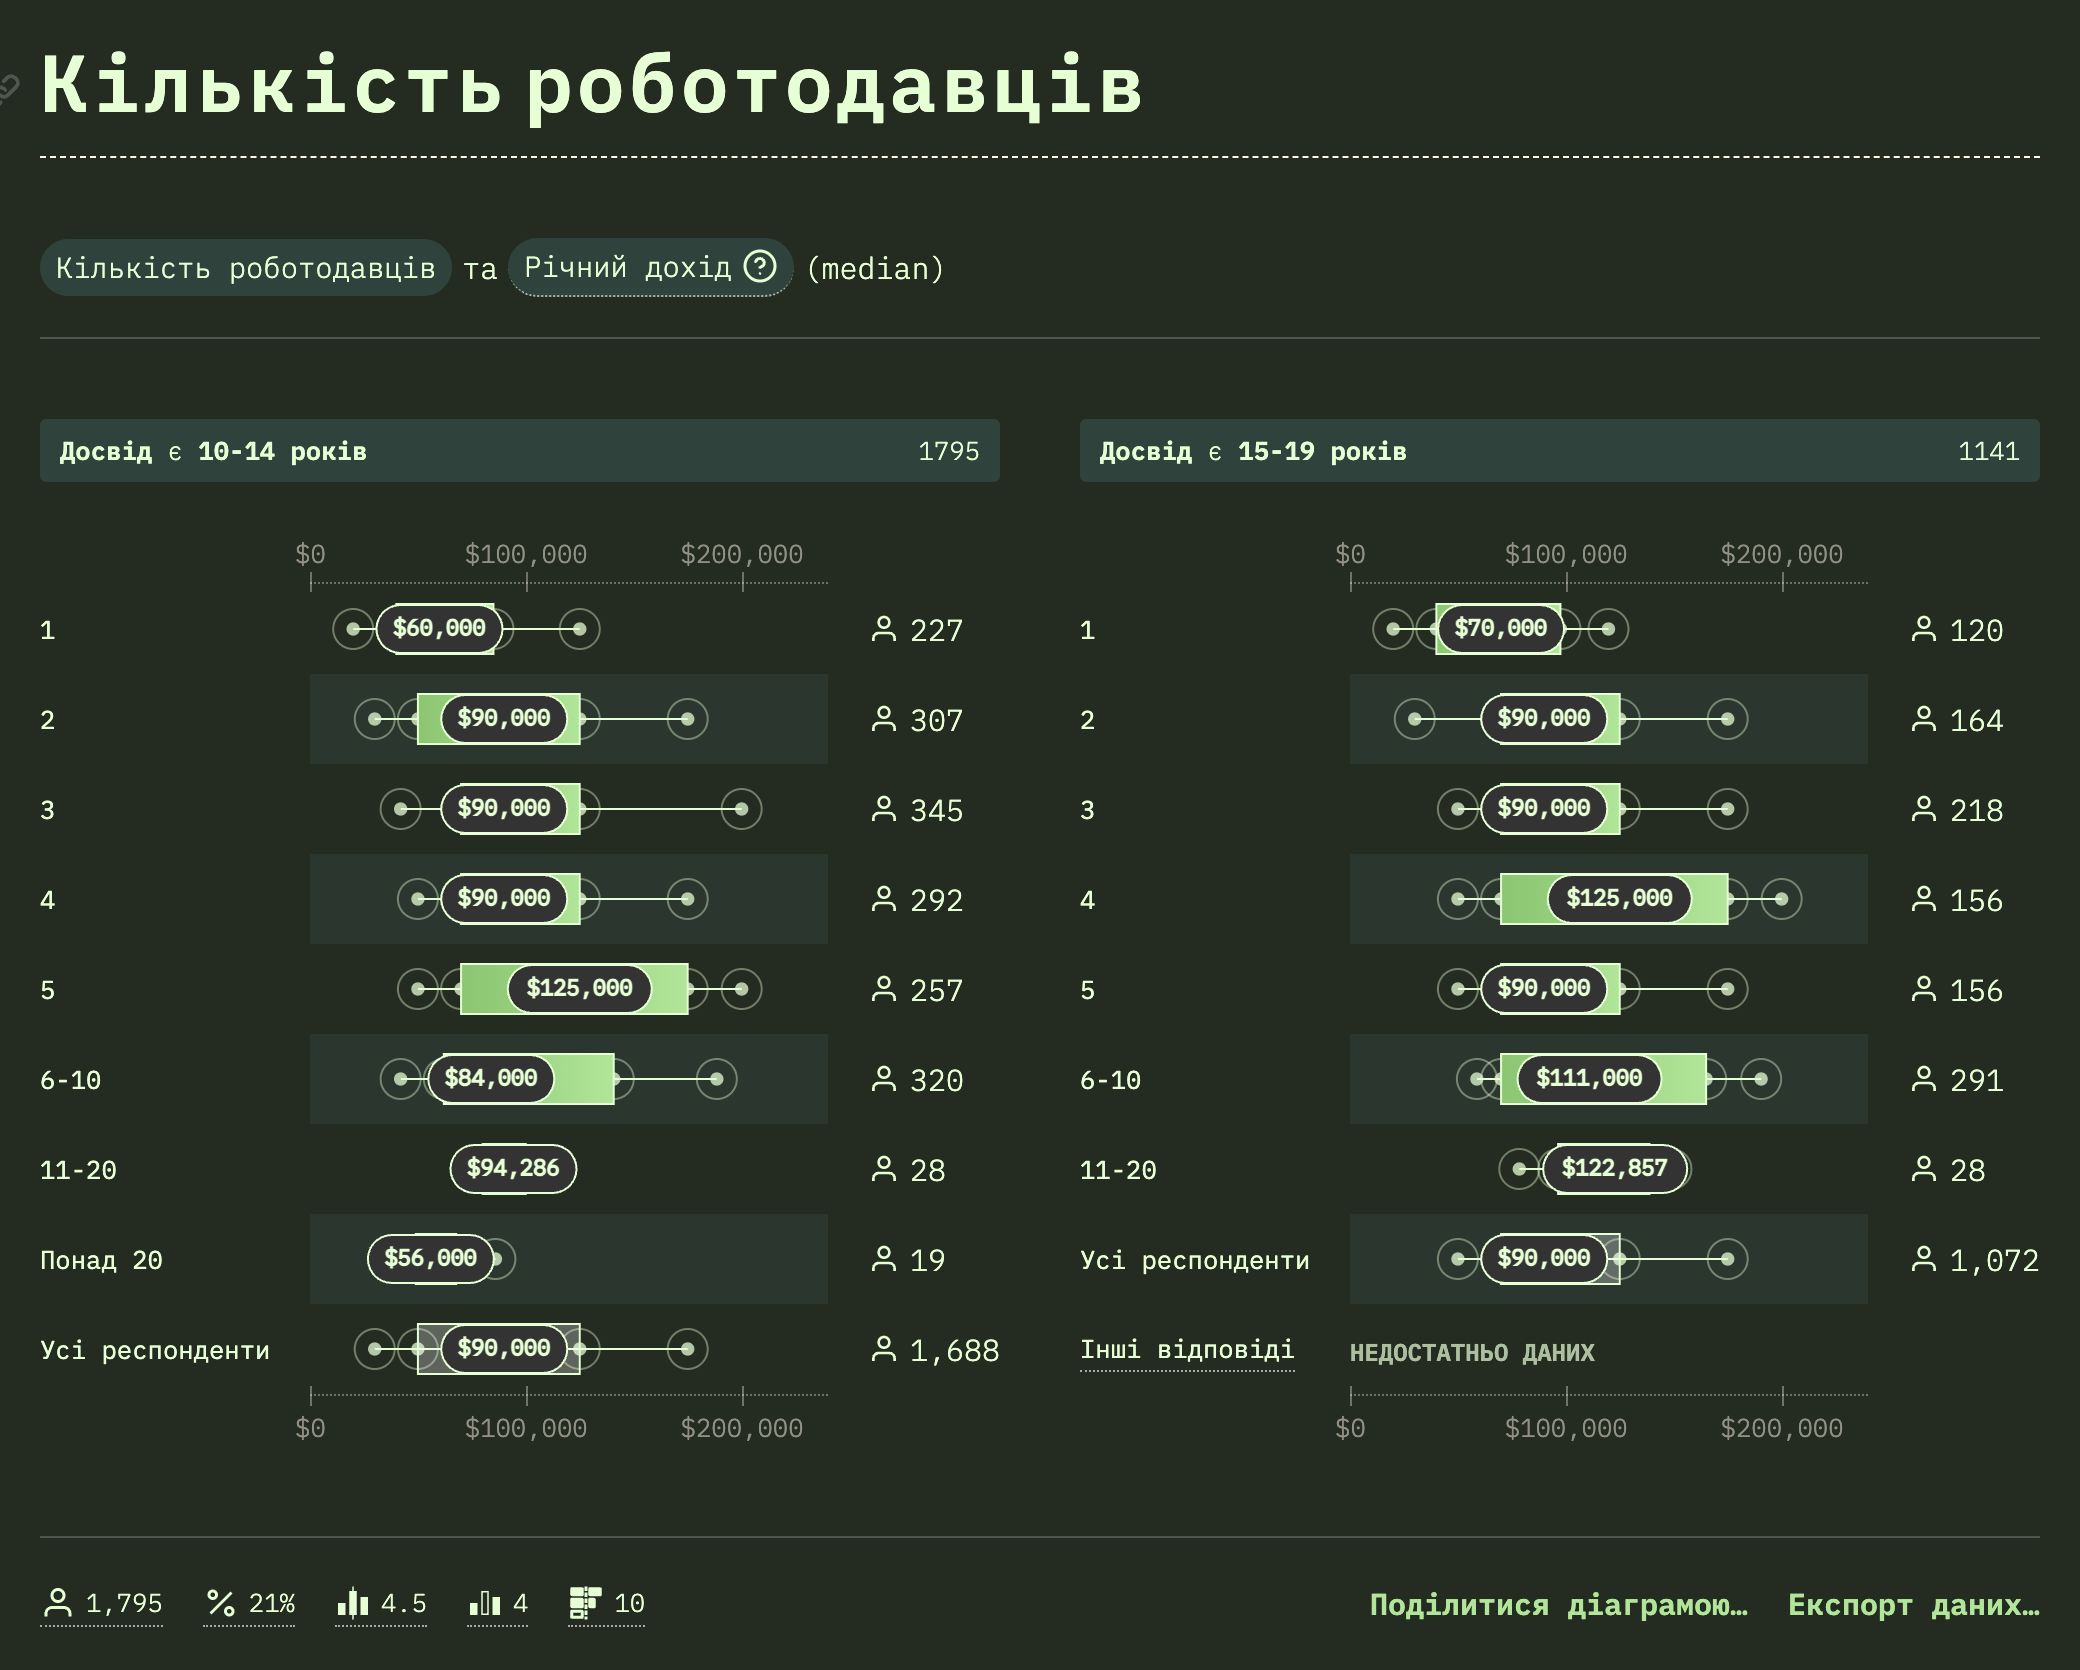 Кількість роботодавців
Кількість роботодавців та Річний дохід (median)
Досвід є 10-14 років 1795
$0 $100,000 $200,000
1 $60,000 227
2 $90,000 307
3 $90,000 345
4 $90,000 292
5 $125,000 257
6-10 $84,000 320
11-20 $94,286 28
Понад 20 $56,000 19
Усі респонденти $90,000 1,688
$0 $100,000 $200,000
Досвід є 15-19 років 1141
$0 $100,000 $200,000
1 $70,000 120
2 $90,000 164
3 $90,000 218
4 $125,000 156
5 $90,000 156
6-10 $111,000 291
11-20 $122,857 28
Усі респонденти $90,000 1,072
Інші відповіді НЕДОСТАТНЬО ДАНИХ
$0 $100,000 $200,000
1,795 21% 4.5 4 10 Поділитися діаграмою… Експорт даних…